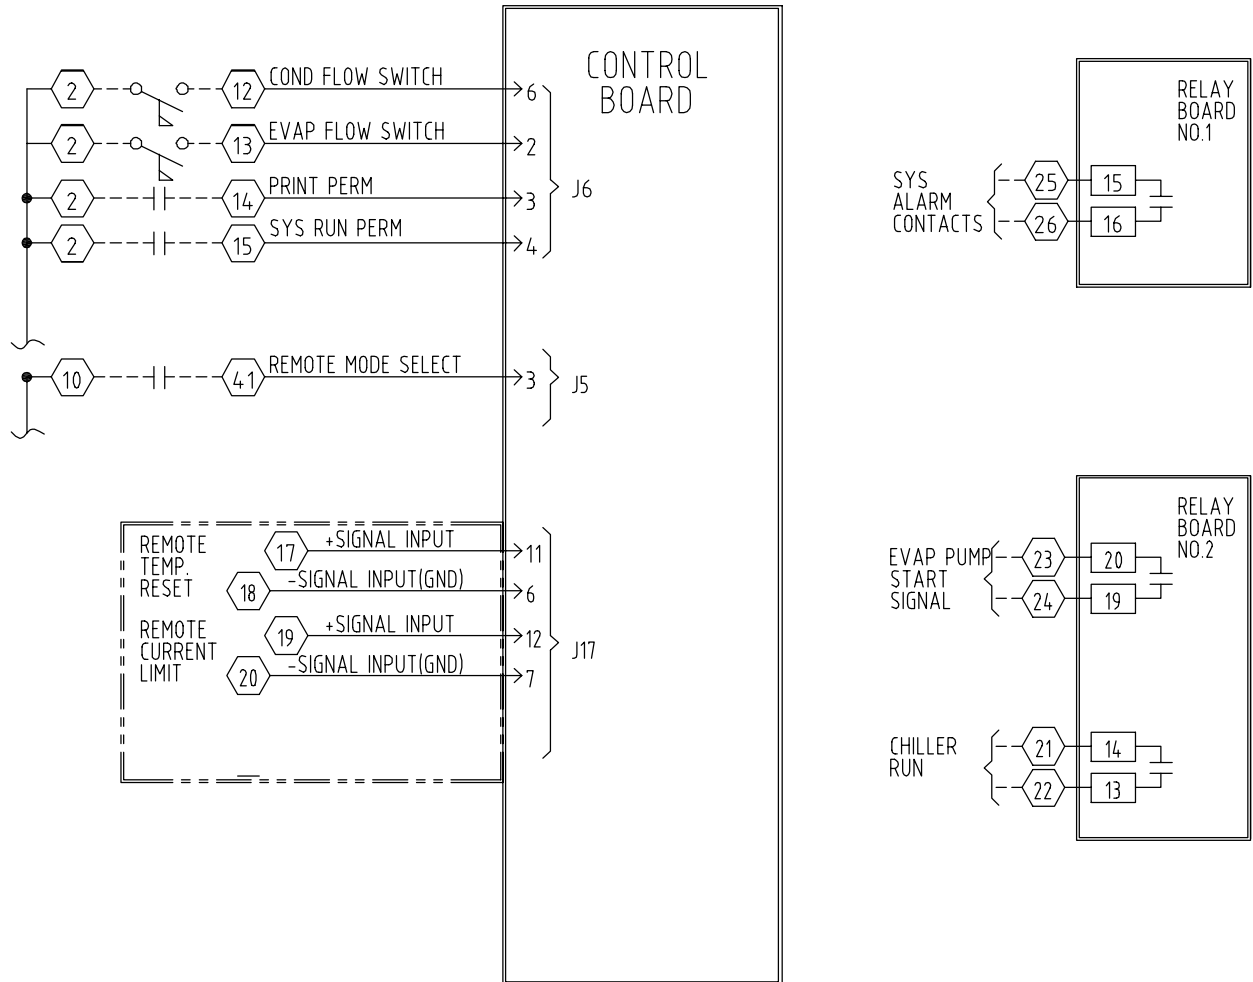 CONTROL
BOARD
2 12 COND FLOW SWITCH 6
2 13 EVAP FLOW SWITCH 2
2 14 PRINT PERM 3
J6
2 15 SYS RUN PERM 4
10 41 REMOTE MODE SELECT 3
J5
REMOTE
TEMP.
RESET
17 +SIGNAL INPUT 11
18 -SIGNAL INPUT(GND) 6
REMOTE
CURRENT
LIMIT
19 +SIGNAL INPUT 12
20 -SIGNAL INPUT(GND) 7
J17
RELAY
BOARD
NO.1
SYS
ALARM
CONTACTS
25 15
26 16
RELAY
BOARD
NO.2
EVAP PUMP
START
SIGNAL
23 20
24 19
CHILLER
RUN
21 14
22 13